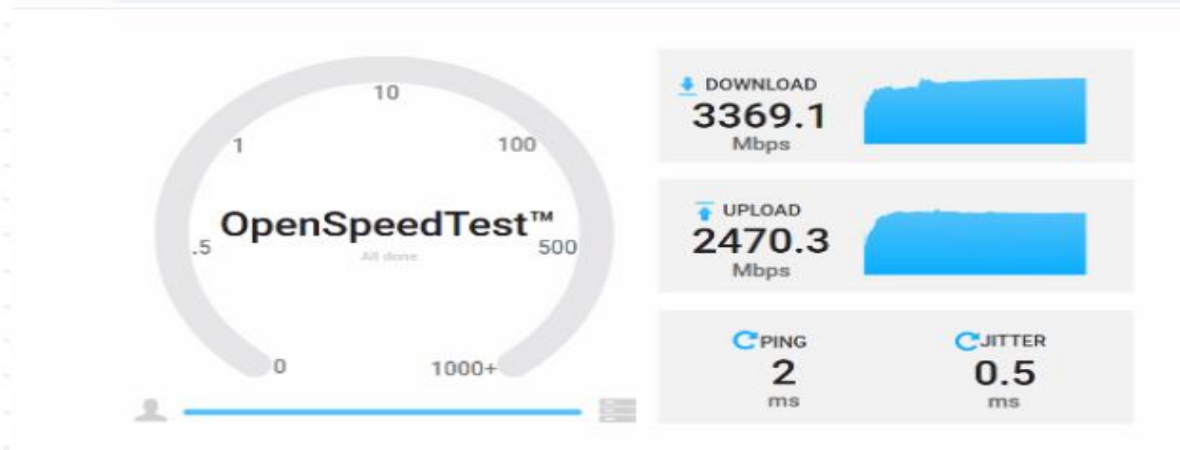 10
1
100
OpenSpeedTest™
.5
500
All done
0
1000+
DOWNLOAD
3369.1
Mbps
UPLOAD
2470.3
Mbps
PING
JITTER
2
0.5
ms
ms